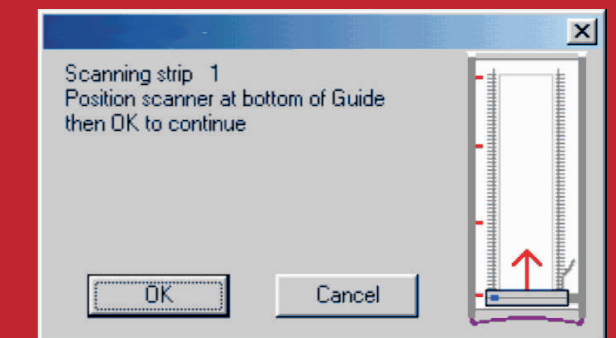 Scanning strip 1
Position scanner at bottom of Guide
then OK to continue
OK
Cancel